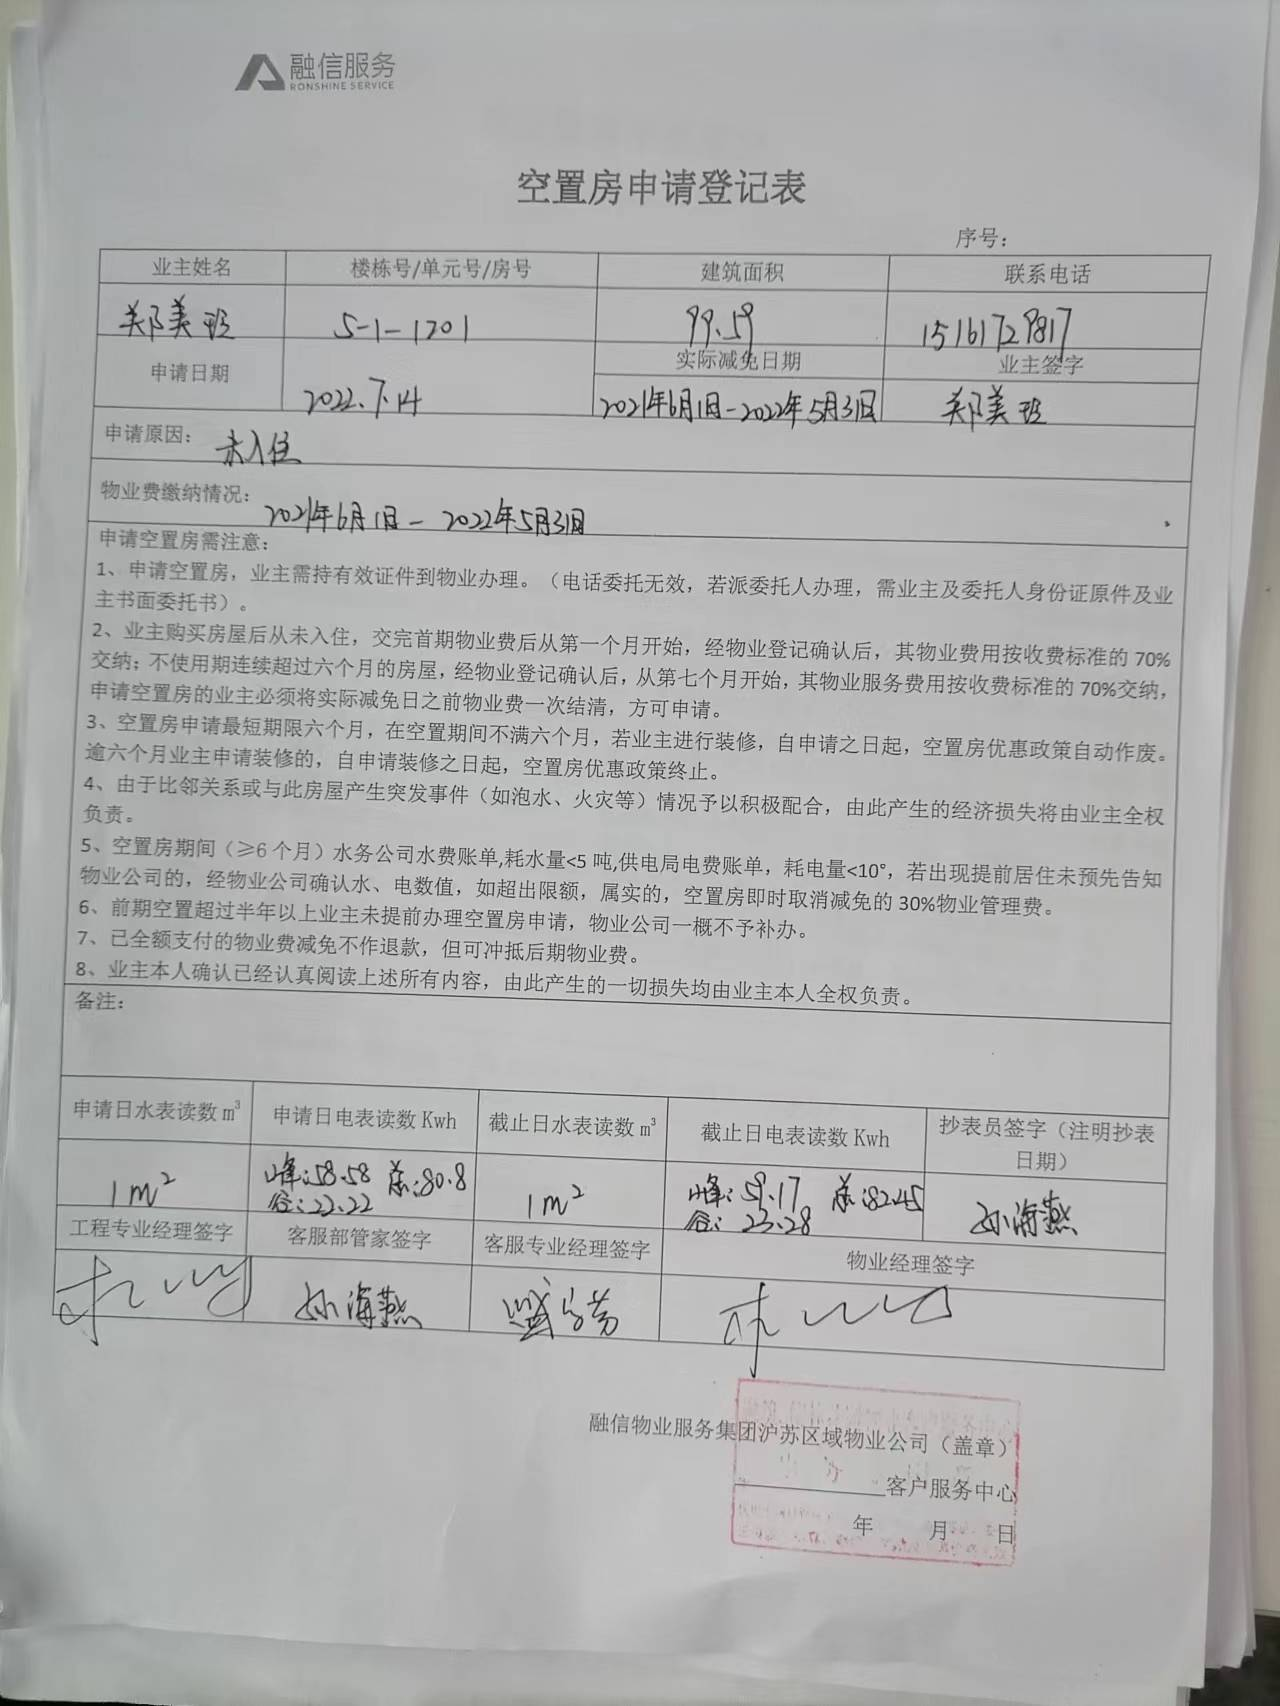 融信服务
RONSHINE SERVICE
空置房申请登记表
序号：
业主姓名 楼栋号/单元号/房号 建筑面积 联系电话
郑美班 5-1-1701 99.59 15161729817
申请日期 2022.7.14 实际减免日期 业主签字
2021年6月1日-2022年5月31日 郑美班
申请原因： 未入住
物业费缴纳情况： 2021年6月1日-2022年5月31日
申请空置房需注意：
1、申请空置房，业主需持有效证件到物业办理。（电话委托无效，若派委托人办理，需业主及委托人身份证原件及业
主书面委托书）。
2、业主购买房屋后从未入住，交完首期物业费后从第一个月开始，经物业登记确认后，其物业费用按收费标准的70%
交纳；不使用期连续超过六个月的房屋，经物业登记确认后，从第七个月开始，其物业服务费用按收费标准的70%交纳，
申请空置房的业主必须将实际减免日之前物业费一次结清，方可申请。
3、空置房申请最短期限六个月，在空置期间不满六个月，若业主进行装修，自申请之日起，空置房优惠政策自动作废。
逾六个月业主申请装修的，自申请装修之日起，空置房优惠政策终止。
4、由于比邻关系或与此房屋产生突发事件（如泡水、火灾等）情况予以积极配合，由此产生的经济损失将由业主全权
负责。
5、空置房期间（≥6个月）水务公司水费账单,耗水量<5吨,供电局电费账单，耗电量<10°，若出现提前居住未预先告知
物业公司的，经物业公司确认水、电数值，如超出限额，属实的，空置房即时取消减免的30%物业管理费。
6、前期空置超过半年以上业主未提前办理空置房申请，物业公司一概不予补办。
7、已全额支付的物业费减免不作退款，但可冲抵后期物业费。
8、业主本人确认已经认真阅读上述所有内容，由此产生的一切损失均由业主本人全权负责。
备注：
申请日水表读数m³ 申请日电表读数Kwh 截止日水表读数m³ 截止日电表读数Kwh 抄表员签字（注明抄表
日期）
1m² 峰：58.58 总：80.8 1m² 峰：59.17 总：82.45 孙海燕
谷：22.22 谷：23.28
工程专业经理签字 客服部管家签字 客服专业经理签字 物业经理签字
孙海燕
融信物业服务集团沪苏区域物业公司（盖章）
客户服务中心
年 月 日